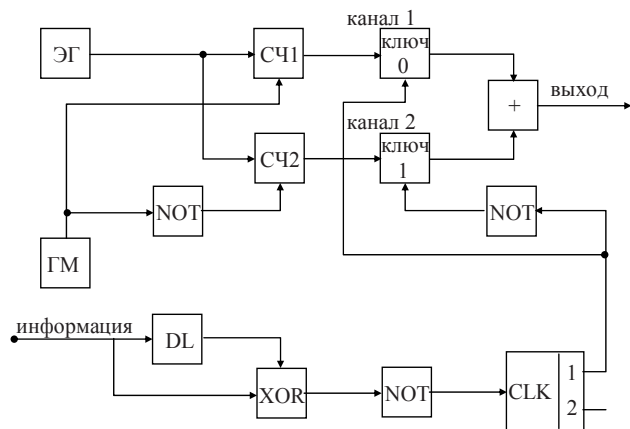 канал 1
ЭГ
СЧ1
ключ
0
+
выход
канал 2
СЧ2
ключ
1
NOT
NOT
ГМ
информация
DL
XOR
NOT
CLK
1
2